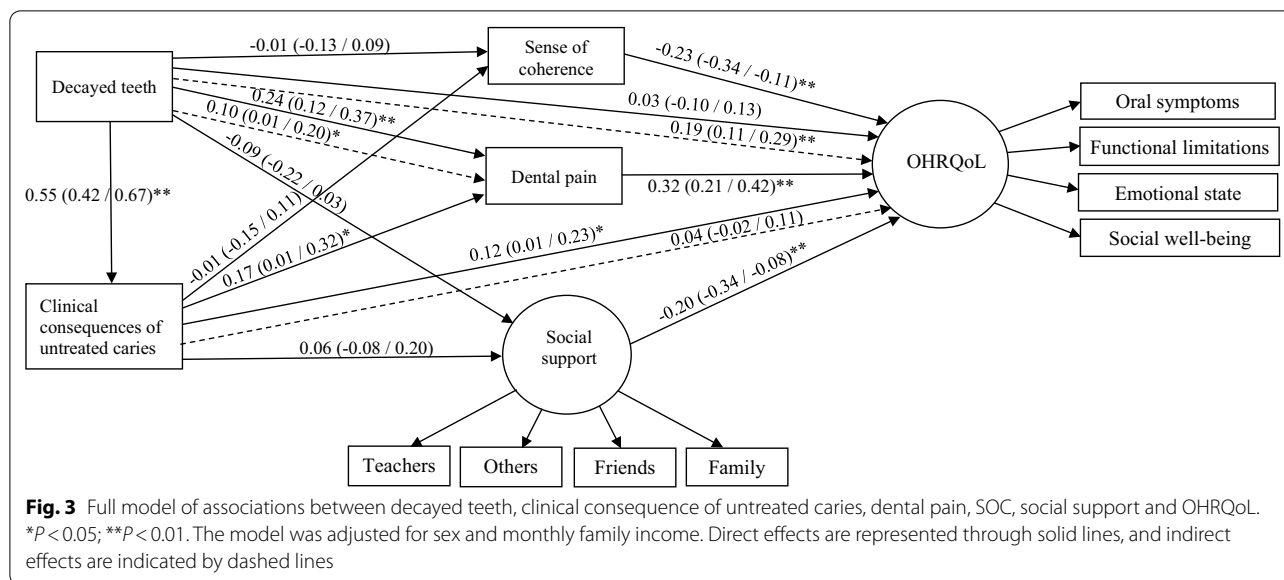 -0.01 (-0.13 / 0.09)
Sense of
coherence
-0.23 (-0.34 / -0.11)**
Decayed teeth
0.03 (-0.10 / 0.13)
0.24 (0.12 / 0.37)**
0.10 (0.01 / 0.20)*
0.19 (0.11 / 0.29)**
-0.09 (-0.22 / 0.03)
Oral symptoms
Functional limitations
Emotional state
Social well-being
OHRQoL
Dental pain
0.32 (0.21 / 0.42)**
0.55 (0.42 / 0.67)**
-0.01 (-0.15 / 0.11)
0.17 (0.01 / 0.32)*
0.12 (0.01 / 0.23)*
0.04 (-0.02 / 0.11)
-0.20 (-0.34 / -0.08)**
Clinical
consequences of
untreated caries
0.06 (-0.08 / 0.20)
Social
support
Teachers
Others
Friends
Family
Fig. 3 Full model of associations between decayed teeth, clinical consequence of untreated caries, dental pain, SOC, social support and OHRQoL.
*P < 0.05; **P < 0.01. The model was adjusted for sex and monthly family income. Direct effects are represented through solid lines, and indirect
effects are indicated by dashed lines